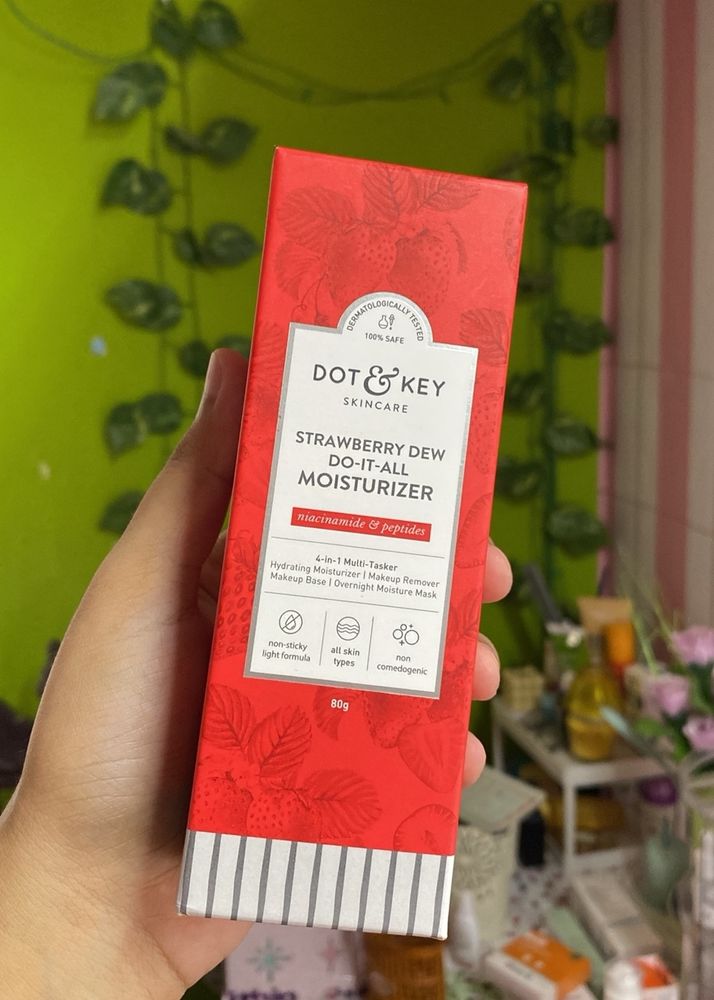 DERMATOLOGICALLY TESTED
100% SAFE
DOT & KEY
SKINCARE
STRAWBERRY DEW
DO-IT-ALL
MOISTURIZER
niacinamide & peptides
4-in-1 Multi-Tasker
Hydrating Moisturizer | Makeup Remover
Makeup Base | Overnight Moisture Mask
non-sticky
light formula
all skin
types
non
comedogenic
80g